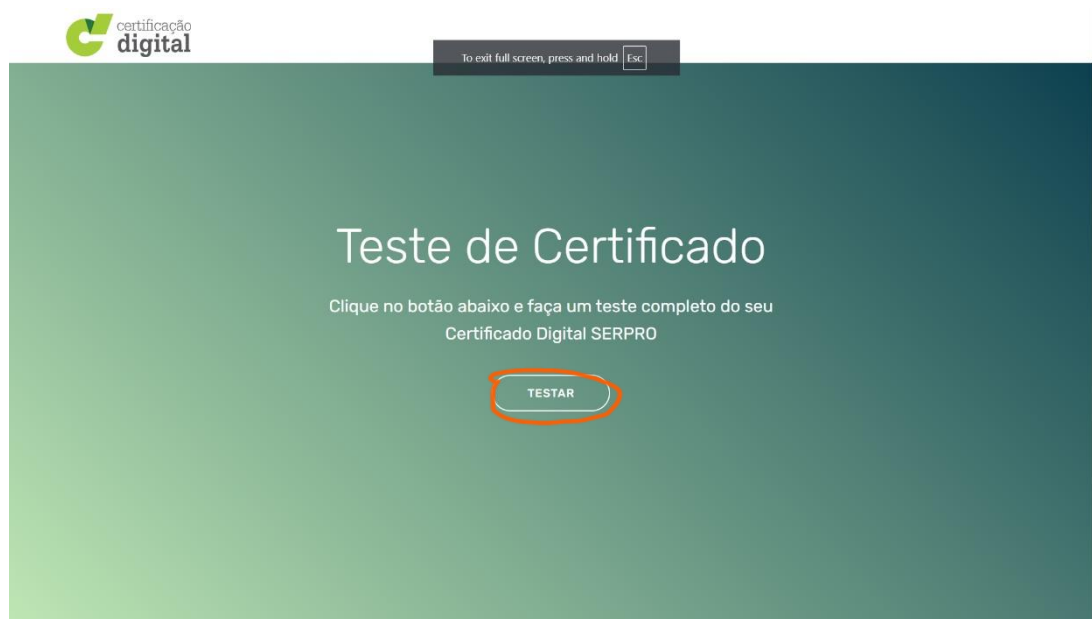 certificação
digital
To exit full screen, press and hold Esc
Teste de Certificado
Clique no botão abaixo e faça um teste completo do seu
Certificado Digital SERPRO
TESTAR